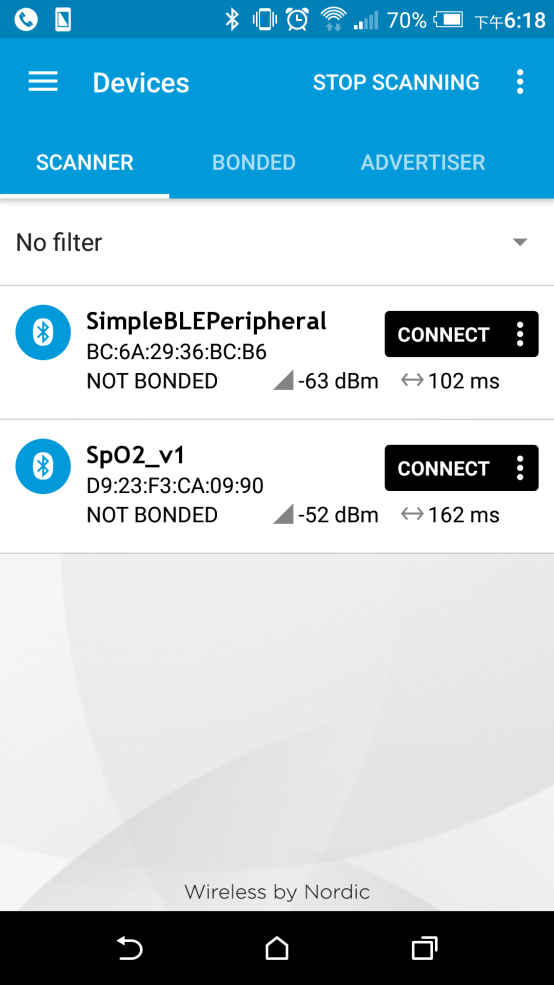 70% 下午6:18
Devices STOP SCANNING
SCANNER BONDED ADVERTISER
No filter
SimpleBLEPeripheral
CONNECT
BC:6A:29:36:BC:B6
NOT BONDED -63 dBm 102 ms
SpO2_v1
CONNECT
D9:23:F3:CA:09:90
NOT BONDED -52 dBm 162 ms
Wireless by Nordic